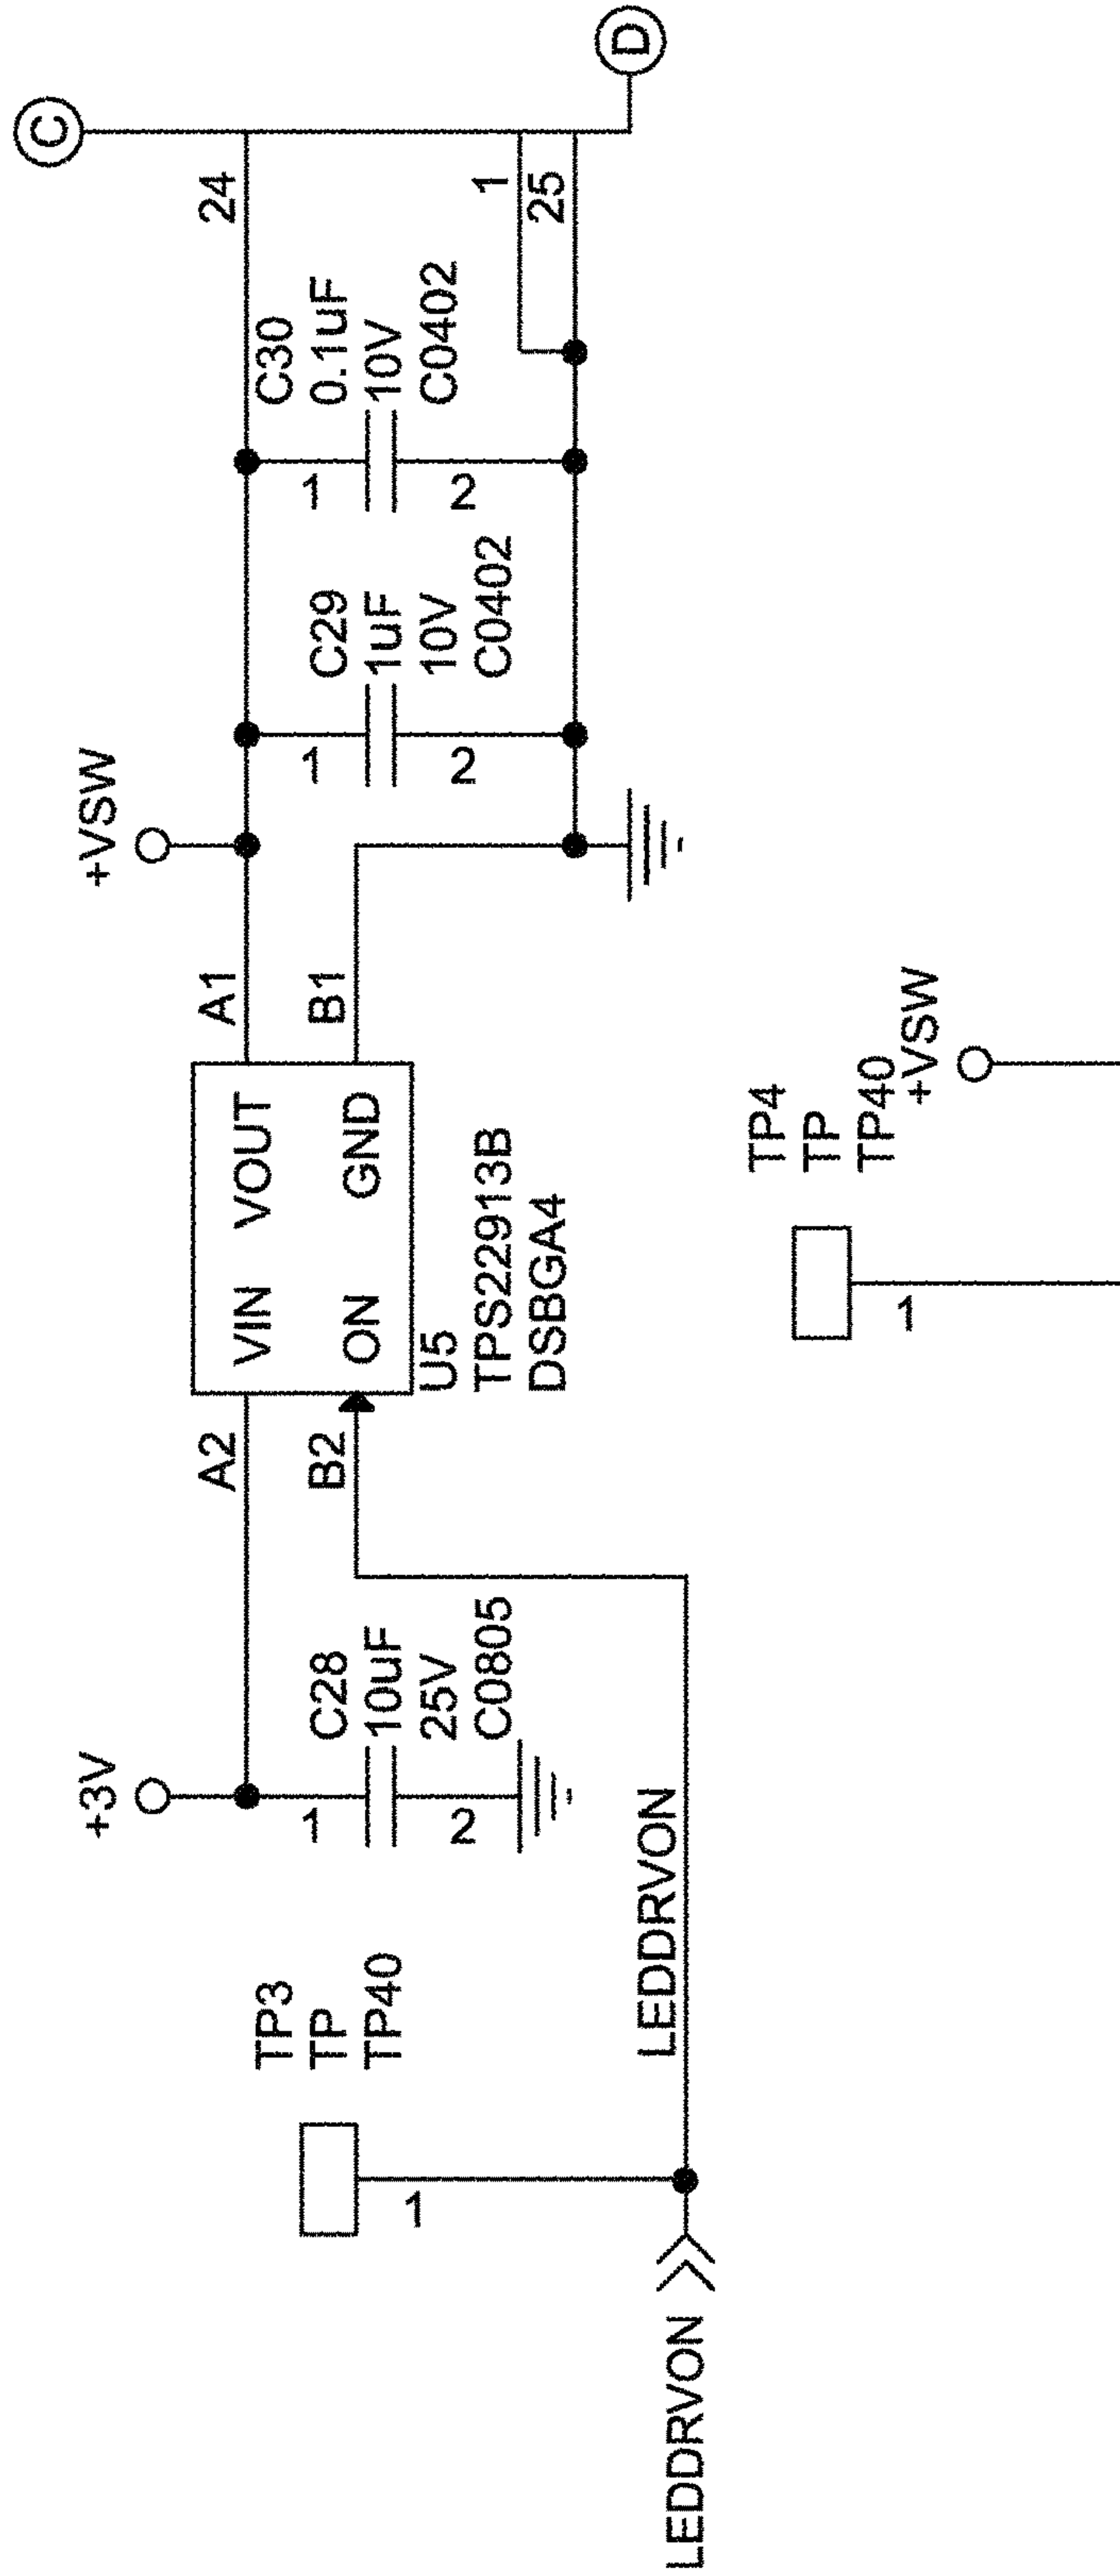 C
D
+VSW
24
C30
0.1uF
10V
C0402
1
2
1
25
C29
1uF
10V
C0402
1
2
A1
B1
VIN VOUT
ON GND
U5
TPS22913B
DSBGA4
A2
B2
+3V
C28
10uF
25V
C0805
1
2
TP3
TP
TP40
1
LEDDRVON
LEDDRVON
TP4
TP
TP40
1
+VSW